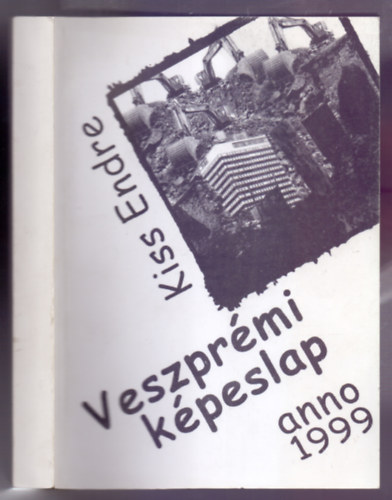 Kiss Endre
Veszprémi
képeslap
anno
1999